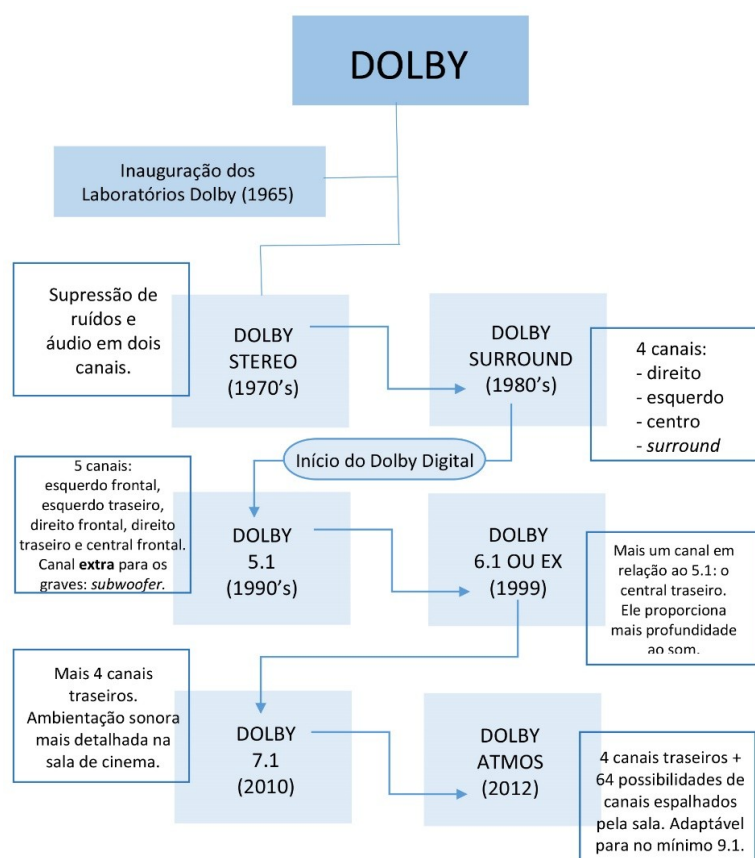 DOLBY
Inauguração dos
Laboratórios Dolby (1965)
Supressão de
ruídos e
áudio em dois
canais.
DOLBY
STEREO
(1970’s)
DOLBY
SURROUND
(1980’s)
4 canais:
- direito
- esquerdo
- centro
- surround
Início do Dolby Digital
5 canais:
esquerdo frontal,
esquerdo traseiro,
direito frontal, direito
traseiro e central frontal.
Canal extra para os
graves: subwoofer.
DOLBY
5.1
(1990’s)
DOLBY
6.1 OU EX
(1999)
Mais um canal em
relação ao 5.1: o
central traseiro.
Ele proporciona
mais profundidade
ao som.
Mais 4 canais
traseiros.
Ambientação sonora
mais detalhada na
sala de cinema.
DOLBY
7.1
(2010)
DOLBY
ATMOS
(2012)
4 canais traseiros +
64 possibilidades de
canais espalhados
pela sala. Adaptável
para no mínimo 9.1.